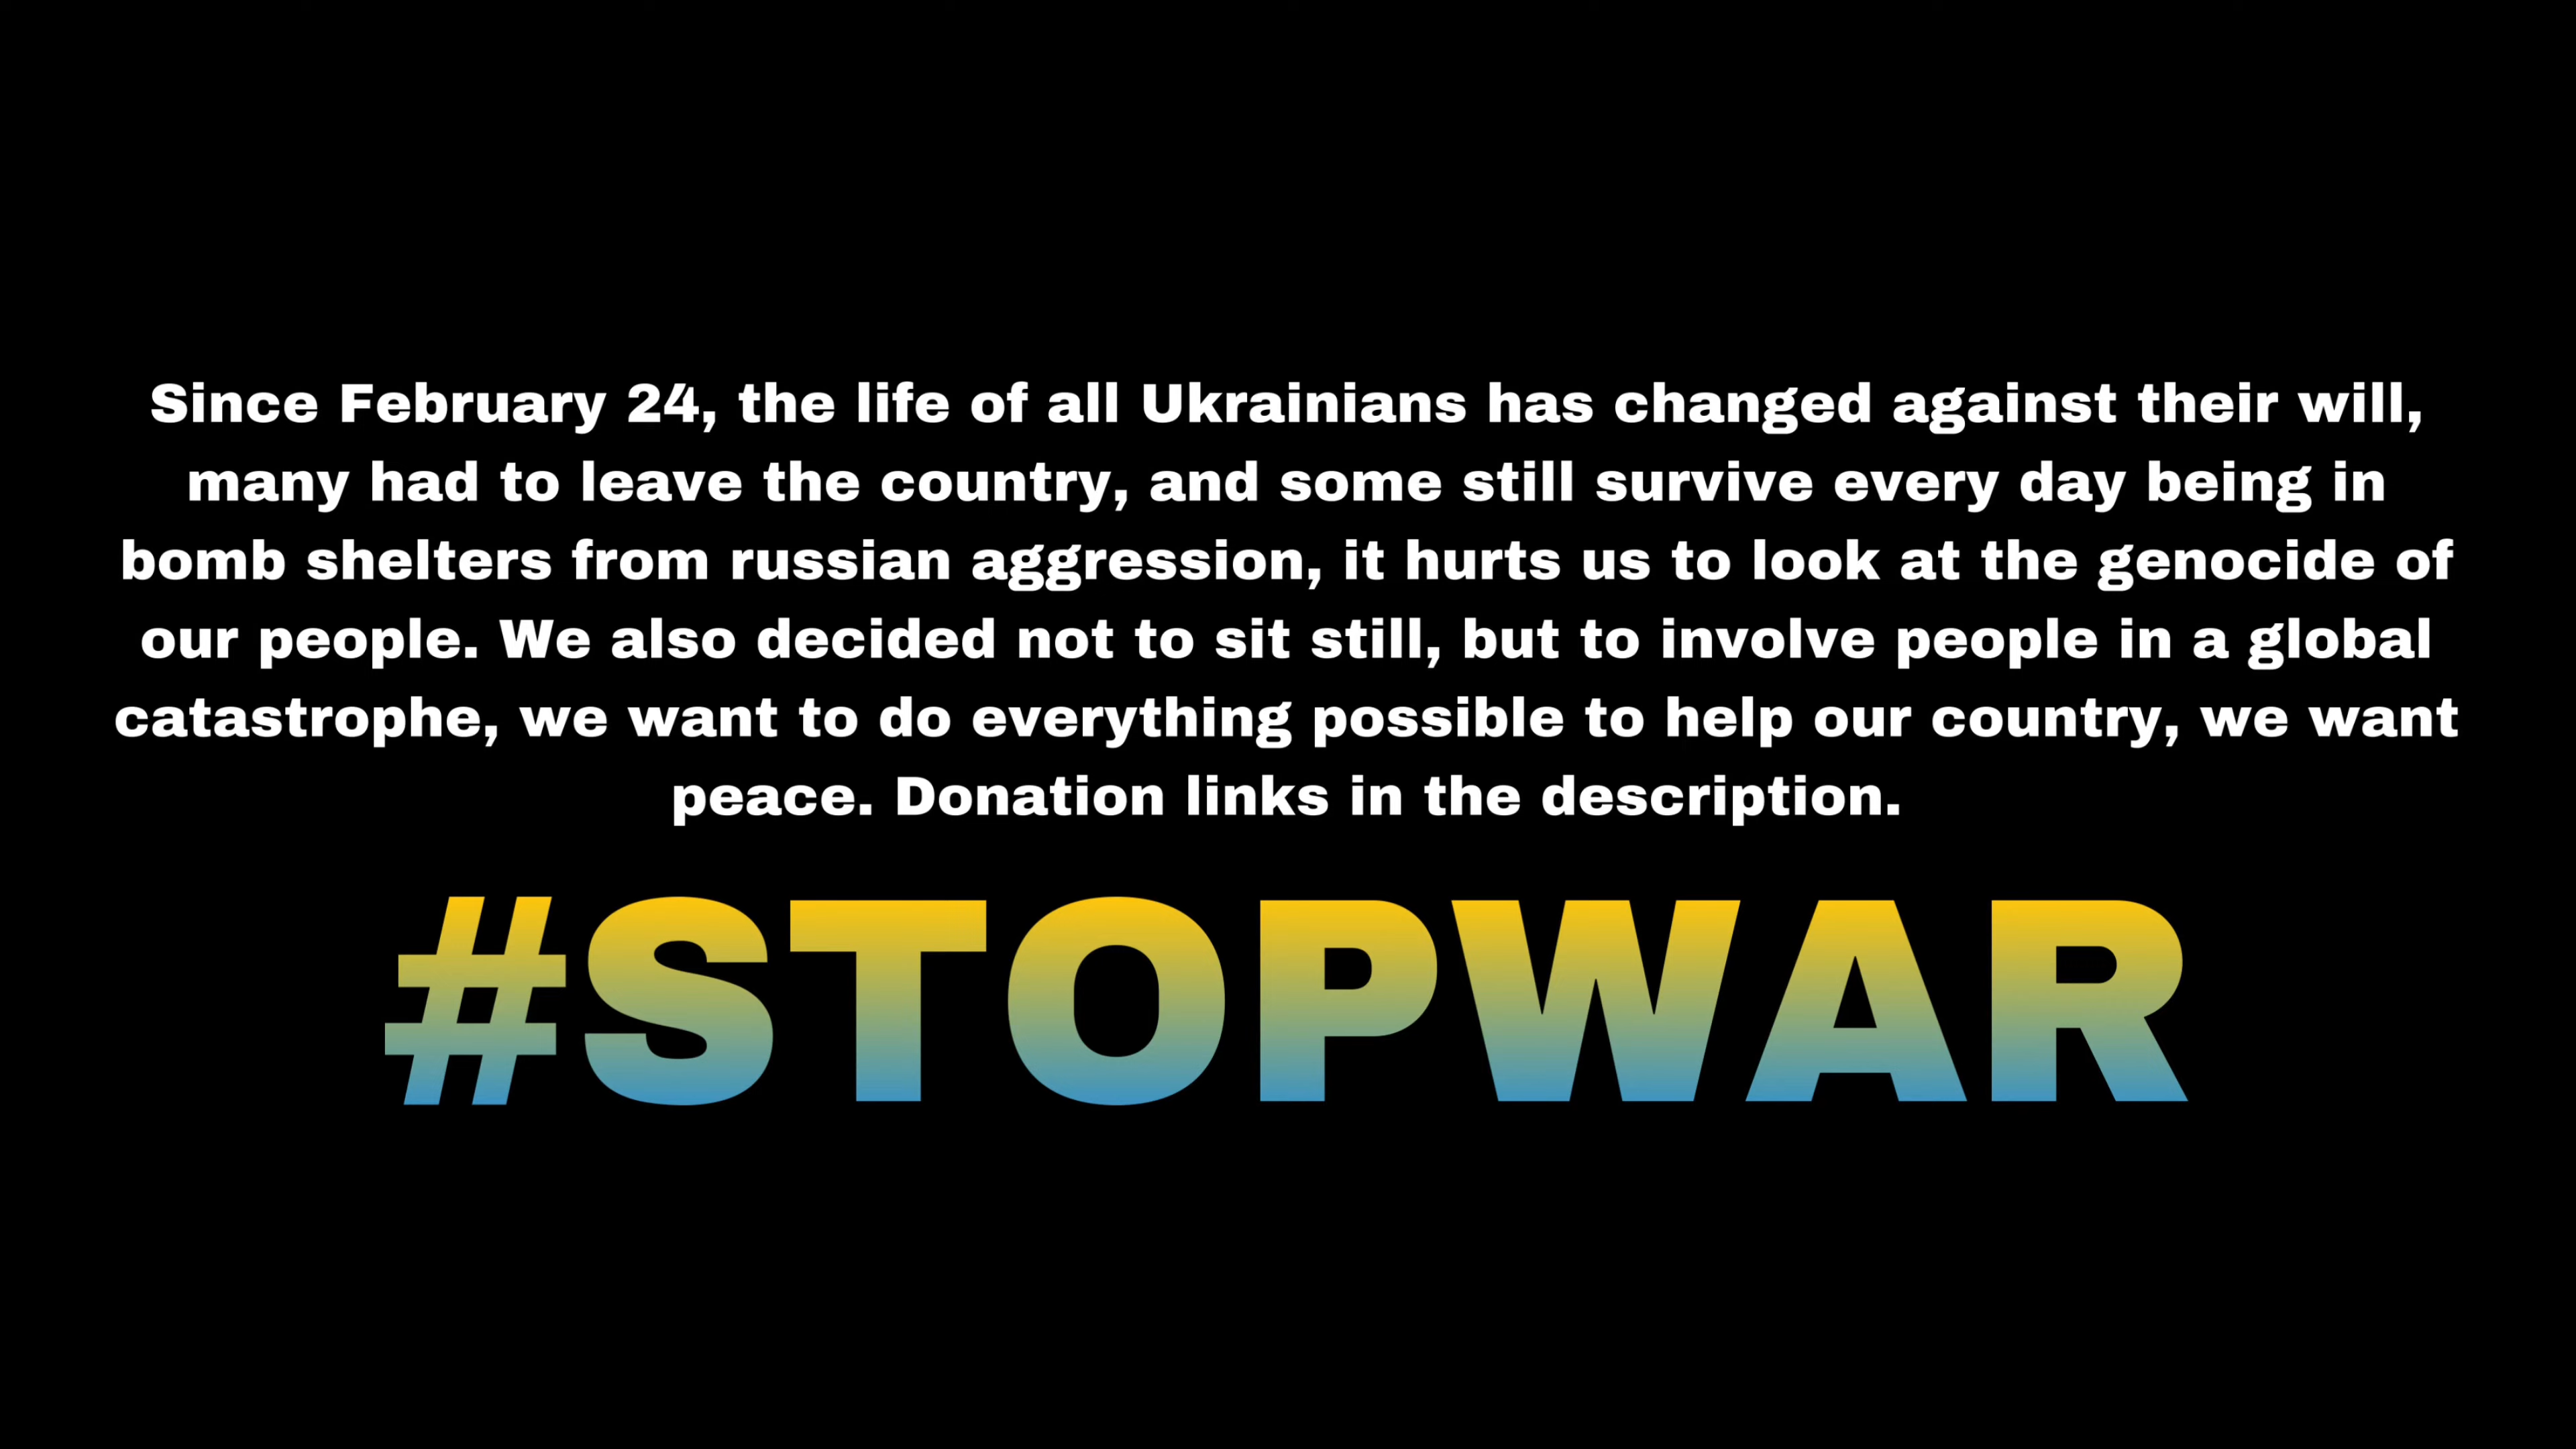 Since February 24, the life of all Ukrainians has changed against their will,
many had to leave the country, and some still survive every day being in
bomb shelters from russian aggression, it hurts us to look at the genocide of
our people. We also decided not to sit still, but to involve people in a global
catastrophe, we want to do everything possible to help our country, we want
peace. Donation links in the description.
#STOPWAR